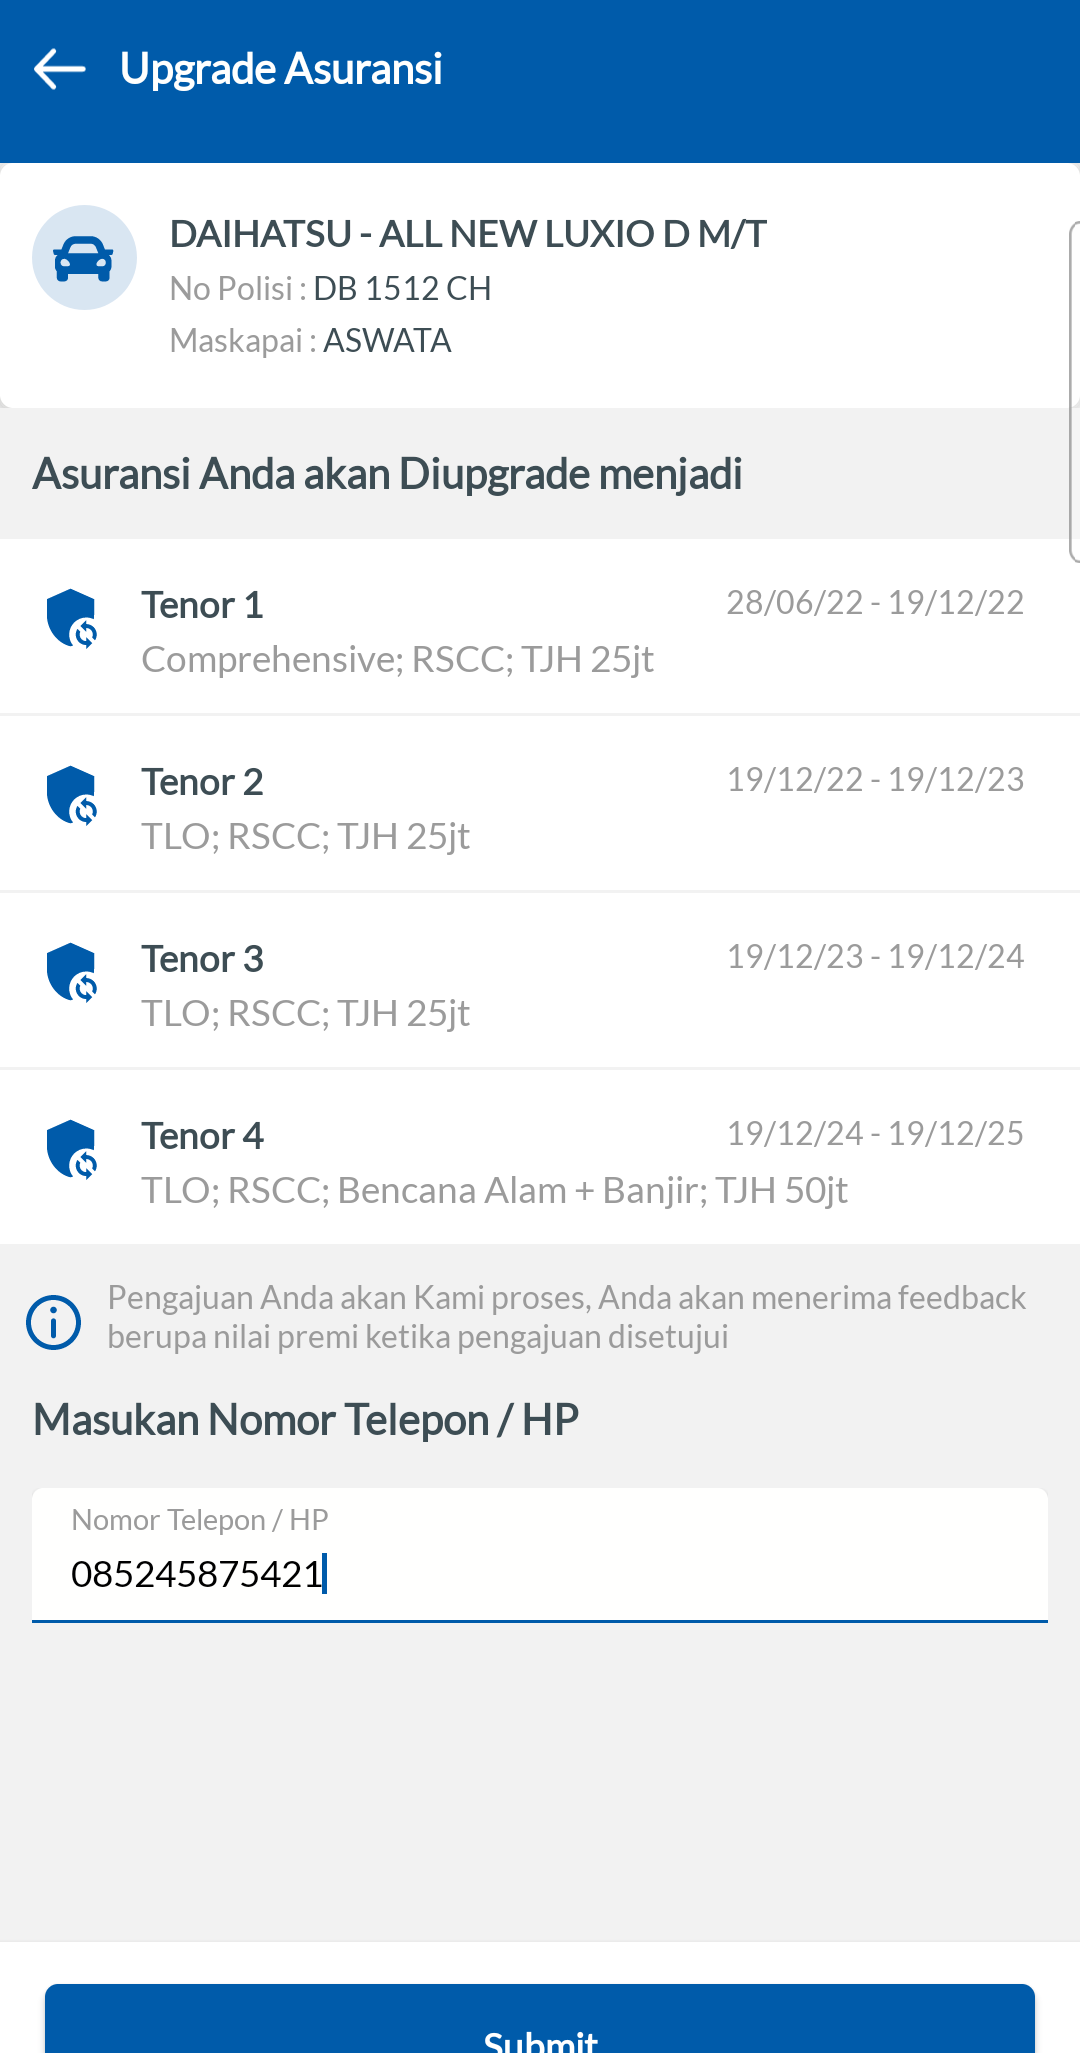 Upgrade Asuransi
DAIHATSU - ALL NEW LUXIO D M/T
No Polisi : DB 1512 CH
Maskapai : ASWATA
Asuransi Anda akan Diupgrade menjadi
Tenor 1 28/06/22 - 19/12/22
Comprehensive; RSCC; TJH 25jt
Tenor 2 19/12/22 - 19/12/23
TLO; RSCC; TJH 25jt
Tenor 3 19/12/23 - 19/12/24
TLO; RSCC; TJH 25jt
Tenor 4 19/12/24 - 19/12/25
TLO; RSCC; Bencana Alam + Banjir; TJH 50jt
Pengajuan Anda akan Kami proses, Anda akan menerima feedback
berupa nilai premi ketika pengajuan disetujui
Masukan Nomor Telepon / HP
Nomor Telepon / HP
085245875421
Submit